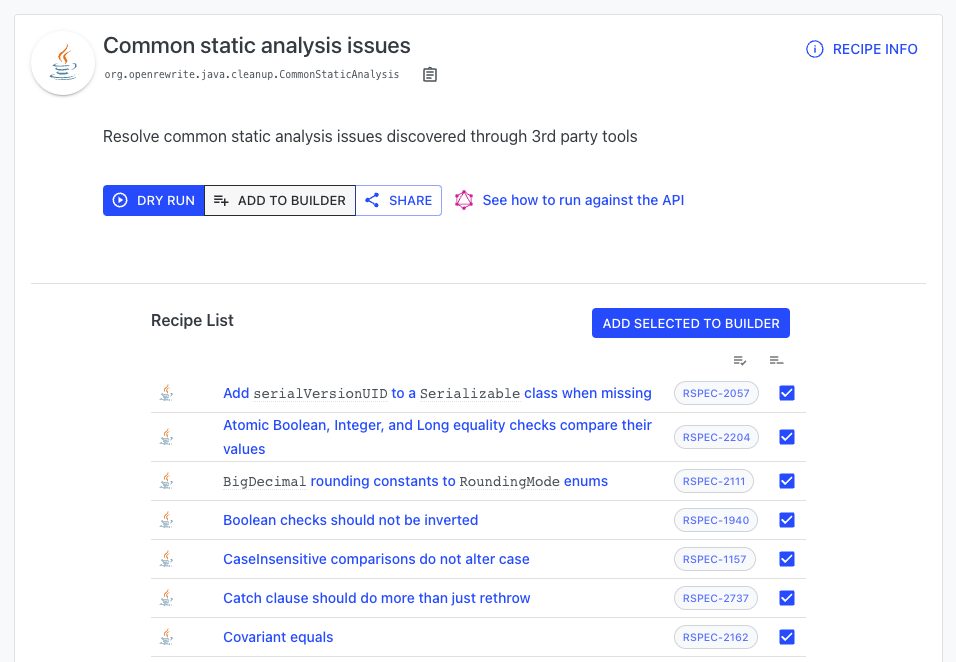 Common static analysis issues
RECIPE INFO
org.openrewrite.java.cleanup.CommonStaticAnalysis
Resolve common static analysis issues discovered through 3rd party tools
DRY RUN
ADD TO BUILDER
SHARE
See how to run against the API
Recipe List
ADD SELECTED TO BUILDER
Add serialVersionUID to a Serializable class when missing RSPEC-2057
Atomic Boolean, Integer, and Long equality checks compare their
values
RSPEC-2204
BigDecimal rounding constants to RoundingMode enums RSPEC-2111
Boolean checks should not be inverted RSPEC-1940
CaseInsensitive comparisons do not alter case RSPEC-1157
Catch clause should do more than just rethrow RSPEC-2737
Covariant equals RSPEC-2162